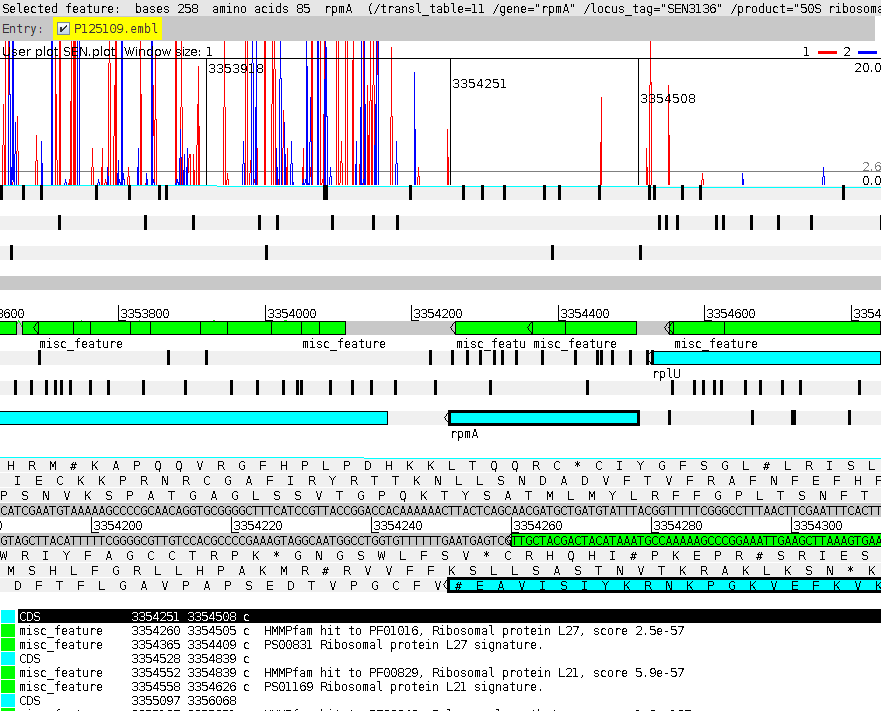 Selected feature: bases 258 amino acids 85 rpmA (/transl_table=11 /gene="rpmA" /locus_tag="SEN3136" /product="50S ribosoma
Entry: P125109.embl
User plot SEN.plot Window size: 1 1 2
3353918 20.0
3354251
3354508
2.6
0.0
3600 3353800 3354000 3354200 3354400 3354600 3354
misc_feature misc_feature misc_featu misc_feature misc_feature
rplU
rpmA
H R M # K A P Q Q V R G F H P L P D H K K L T Q Q R C * C I Y G F S G L # L R I S L
I E C K K P R N R C G A F I R Y R T T K N L L S N D A D V F T V F R A F N F E F H F
P S N V K S P A T G A G L S S V T G P Q K T Y S A T M L M Y L R F F G P L T S N F T
CATCGAATGTAAAAAGCCCCGCAACAGGTGCGGGGCTTTCATCCGTTACCGGACCACAAAAAACTTACTCAGCAACGATGCTGATGTATTTACGGTTTTTCGGGCCTTTAACTTCGAATTTCACTT
3354200 3354220 3354240 3354260 3354280 3354300
GTAGCTTACATTTTTCGGGGCGTTGTCCACGCCCCGAAAGTAGGCAATGGCCTGGTGTTTTTTGAATGAGTCGTTGCTACGACTACATAAATGCCAAAAAGCCCGGAAATTGAAGCTTAAAGTGAA
W R I Y F A G C C T R P K * G N G S W L F S V * C R H Q H I # P K E P R # S R I E S
M S H L F G R L L H P A K M R # R V V F F K S L L S A S T N V T K R A K L K S N * K
D F T F L G A V P A P S E D T V P G C F V # E A V I S I Y K R N K P G K V E F K V K
CDS 3354251 3354508 c
misc_feature 3354260 3354505 c HMMPfam hit to PF01016, Ribosomal protein L27, score 2.5e-57
misc_feature 3354365 3354409 c PS00831 Ribosomal protein L27 signature.
CDS 3354528 3354839 c
misc_feature 3354552 3354839 c HMMPfam hit to PF00829, Ribosomal protein L21, score 5.9e-57
misc_feature 3354558 3354626 c PS01169 Ribosomal protein L21 signature.
CDS 3355097 3356068